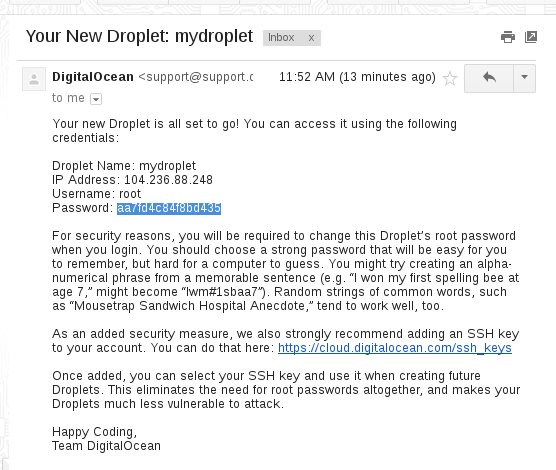 Your New Droplet: mydroplet Inbox x
DigitalOcean <support@support.c 11:52 AM (13 minutes ago)
to me
Your new Droplet is all set to go! You can access it using the following
credentials:
Droplet Name: mydroplet
IP Address: 104.236.88.248
Username: root
Password: aa7fd4c84f8bd435
For security reasons, you will be required to change this Droplet's root password
when you login. You should choose a strong password that will be easy for you
to remember, but hard for a computer to guess. You might try creating an alpha-
numerical phrase from a memorable sentence (e.g. “I won my first spelling bee at
age 7,” might become “Iwm#1sbaa7”). Random strings of common words, such
as “Mousetrap Sandwich Hospital Anecdote,” tend to work well, too.
As an added security measure, we also strongly recommend adding an SSH key
to your account. You can do that here: https://cloud.digitalocean.com/ssh_keys
Once added, you can select your SSH key and use it when creating future
Droplets. This eliminates the need for root passwords altogether, and makes your
Droplets much less vulnerable to attack.
Happy Coding,
Team DigitalOcean